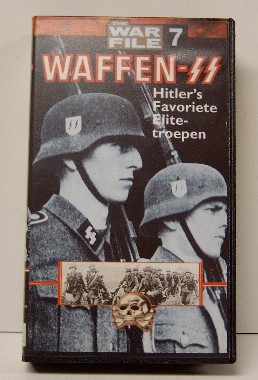 THE
WAR 7
FILE
WAFFEN-SS
Hitler's
Favoriete
Elite-
troepen